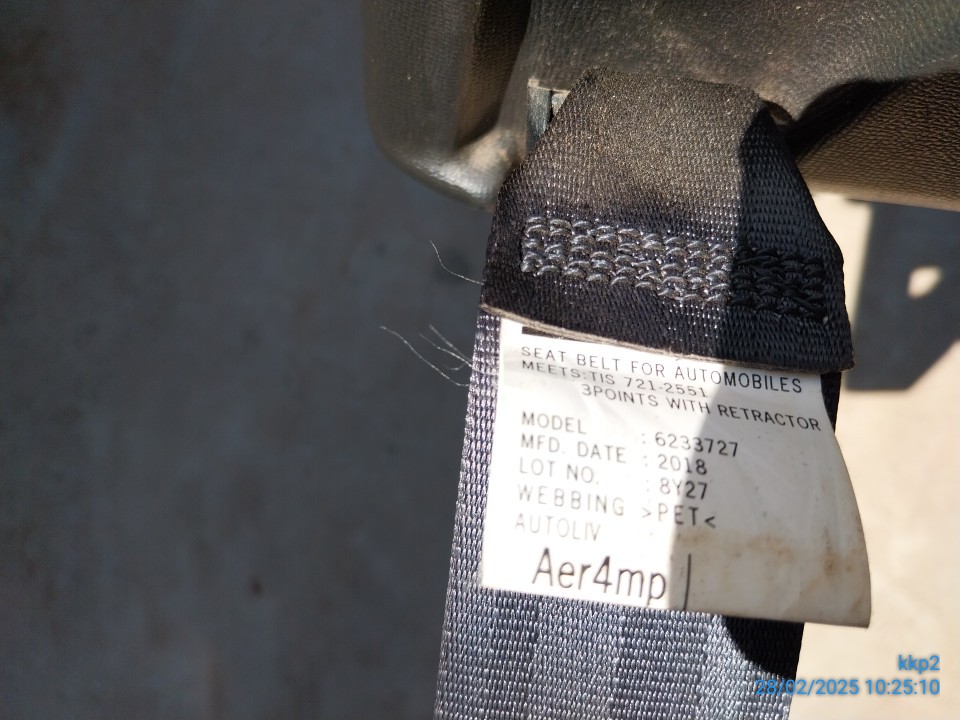 SEAT BELT FOR AUTOMOBILES
MEETS:TIS 721-2551
3POINTS WITH RETRACTOR
MODEL : 6233727
MFD. DATE : 2018
LOT NO. : 8Y27
WEBBING >PET<
AUTOLIV
Aer4mp
kkp2
28/02/2025 10:25:10